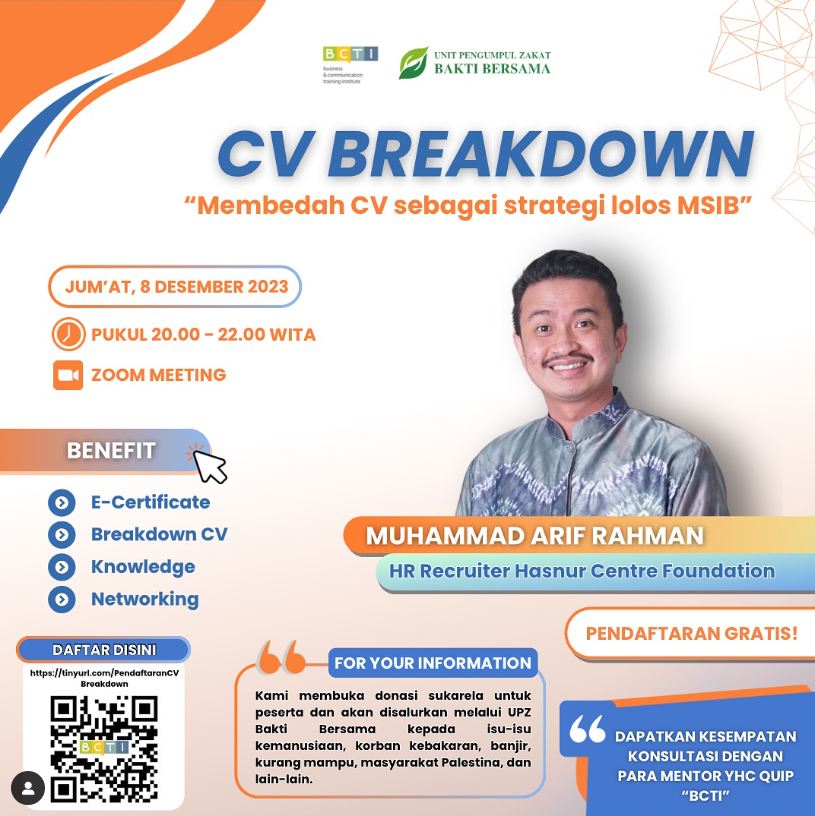 BCTI
business
& communication
training institute
UNIT PENGUMPUL ZAKAT
BAKTI BERSAMA
CV BREAKDOWN
“Membedah CV sebagai strategi lolos MSIB”
JUM’AT, 8 DESEMBER 2023
PUKUL 20.00 – 22.00 WITA
ZOOM MEETING
BENEFIT
E-Certificate
Breakdown CV
Knowledge
Networking
MUHAMMAD ARIF RAHMAN
HR Recruiter Hasnur Centre Foundation
PENDAFTARAN GRATIS!
DAFTAR DISINI
https://tinyurl.com/PendaftaranCV
Breakdown
BCTI
FOR YOUR INFORMATION
Kami membuka donasi sukarela untuk
peserta dan akan disalurkan melalui UPZ
Bakti Bersama kepada isu-isu
kemanusiaan, korban kebakaran, banjir,
kurang mampu, masyarakat Palestina, dan
lain-lain.
DAPATKAN KESEMPATAN
KONSULTASI DENGAN
PARA MENTOR YHC QUIP
“BCTI”